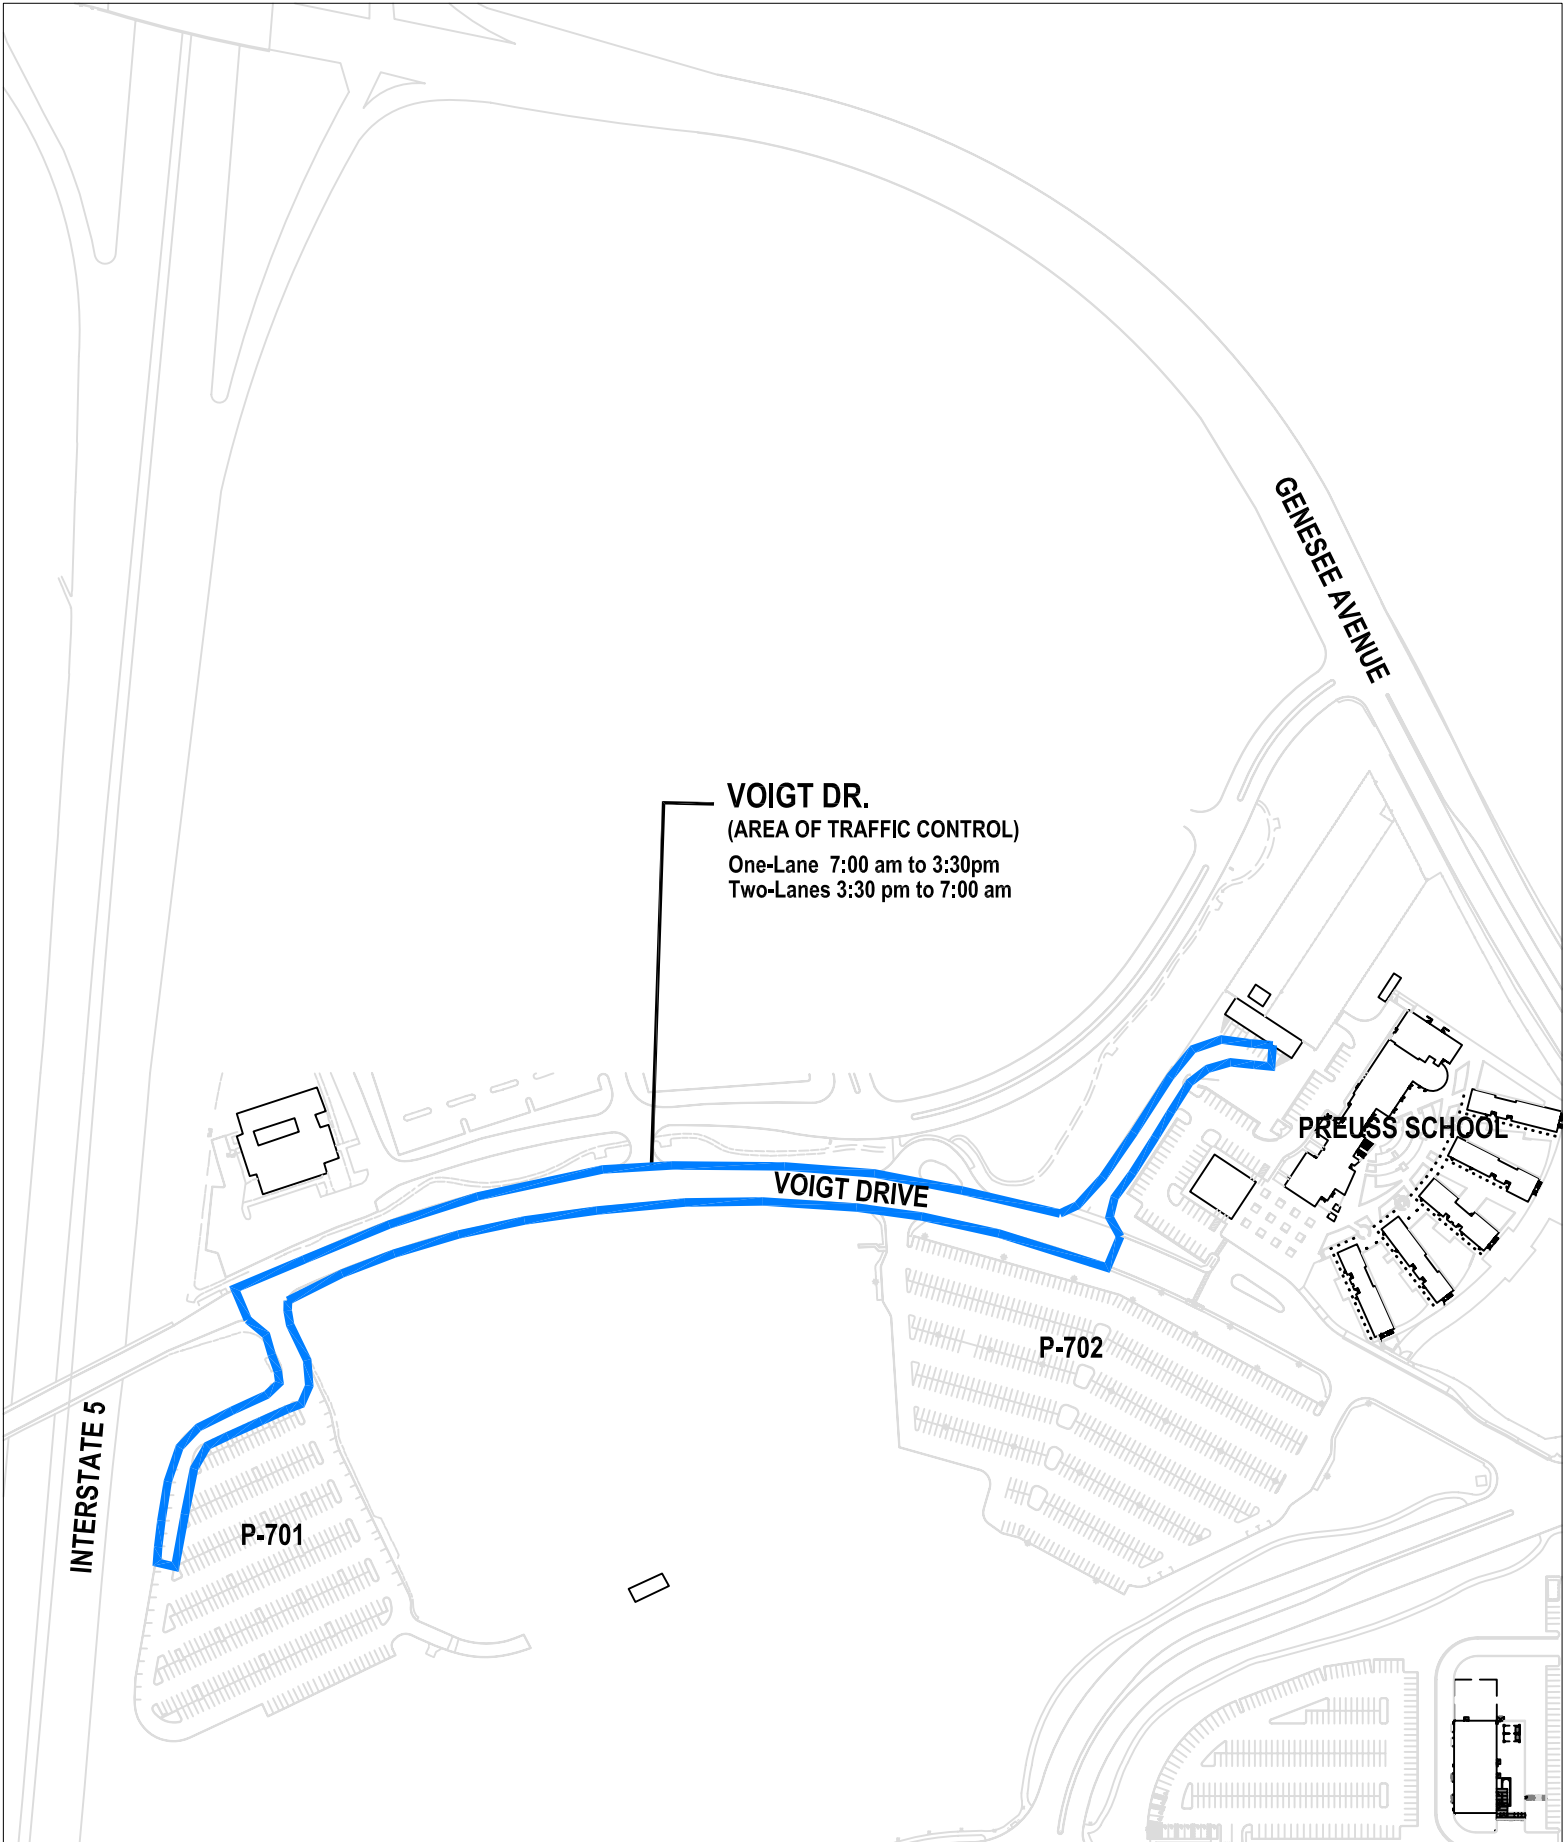 GENESEE AVENUE
VOIGT DR.
(AREA OF TRAFFIC CONTROL)
One-Lane 7:00 am to 3:30pm
Two-Lanes 3:30 pm to 7:00 am
PREUSS SCHOOL
VOIGT DRIVE
P-702
INTERSTATE 5
P-701